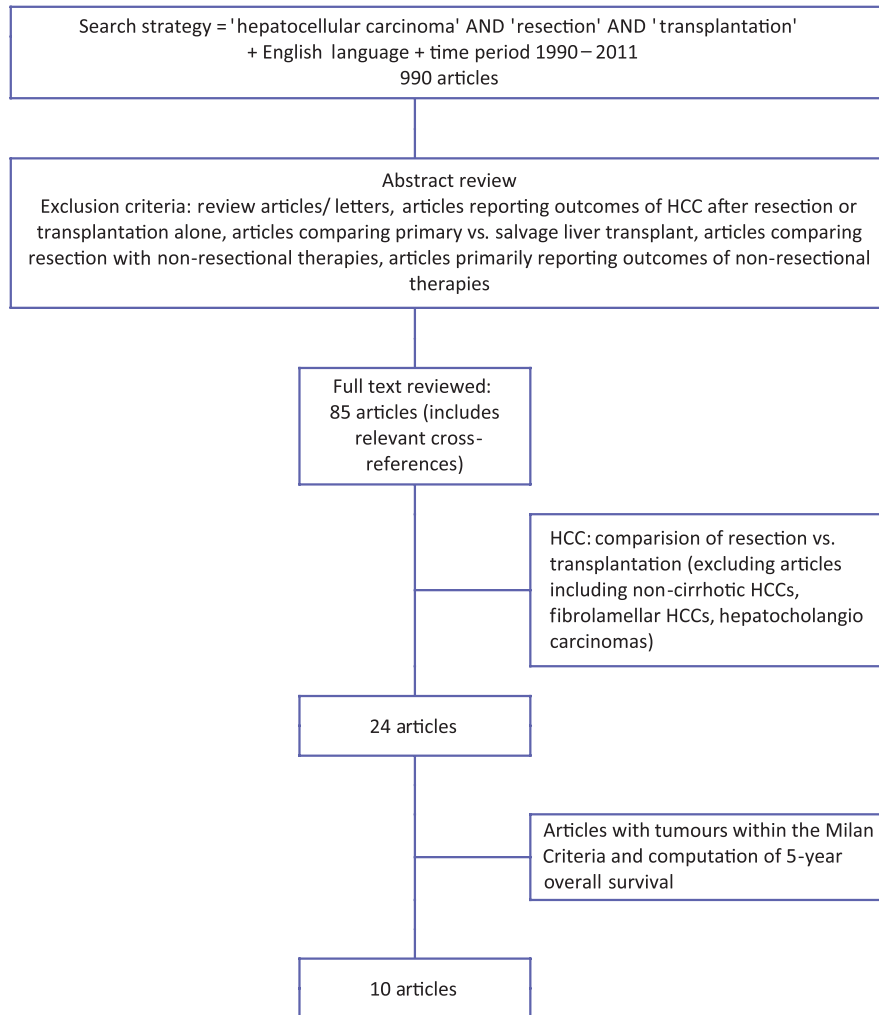 Search strategy = 'hepatocellular carcinoma' AND 'resection' AND 'transplantation'
+ English language + time period 1990–2011
990 articles
Abstract review
Exclusion criteria: review articles/ letters, articles reporting outcomes of HCC after resection or
transplantation alone, articles comparing primary vs. salvage liver transplant, articles comparing
resection with non-resectional therapies, articles primarily reporting outcomes of non-resectional
therapies
Full text reviewed:
85 articles (includes
relevant cross-
references)
HCC: comparision of resection vs.
transplantation (excluding articles
including non-cirrhotic HCCs,
fibrolamellar HCCs, hepatocholangio
carcinomas)
24 articles
Articles with tumours within the Milan
Criteria and computation of 5-year
overall survival
10 articles